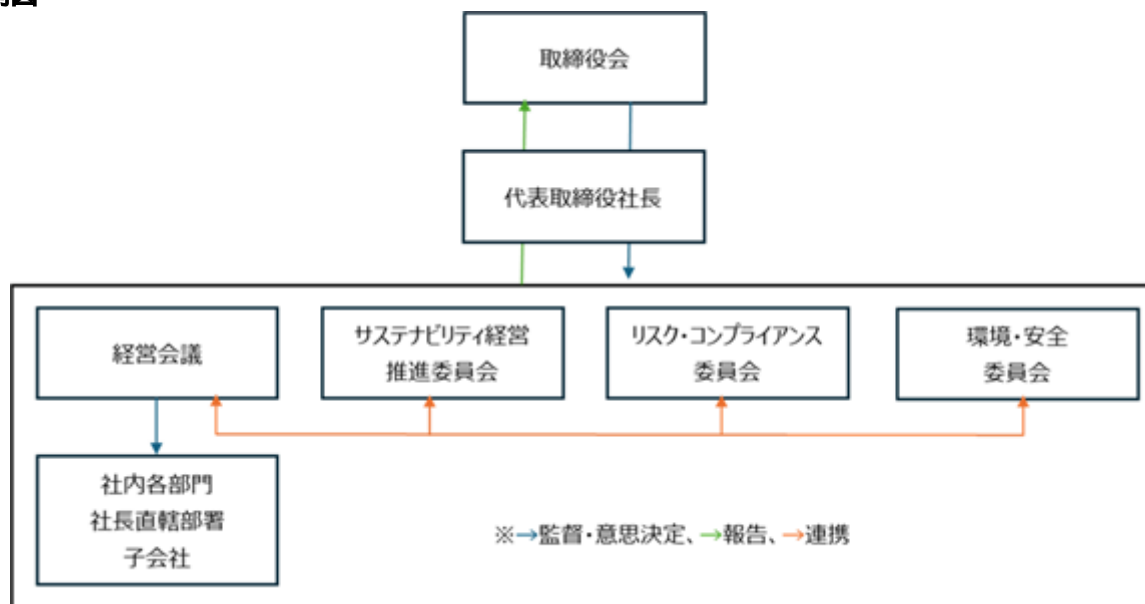 取締役会
代表取締役社長
経営会議
サステナビリティ経営
推進委員会
リスク・コンプライアンス
委員会
環境・安全
委員会
社内各部門
社長直轄部署
子会社
※→監督・意思決定、→報告、→連携